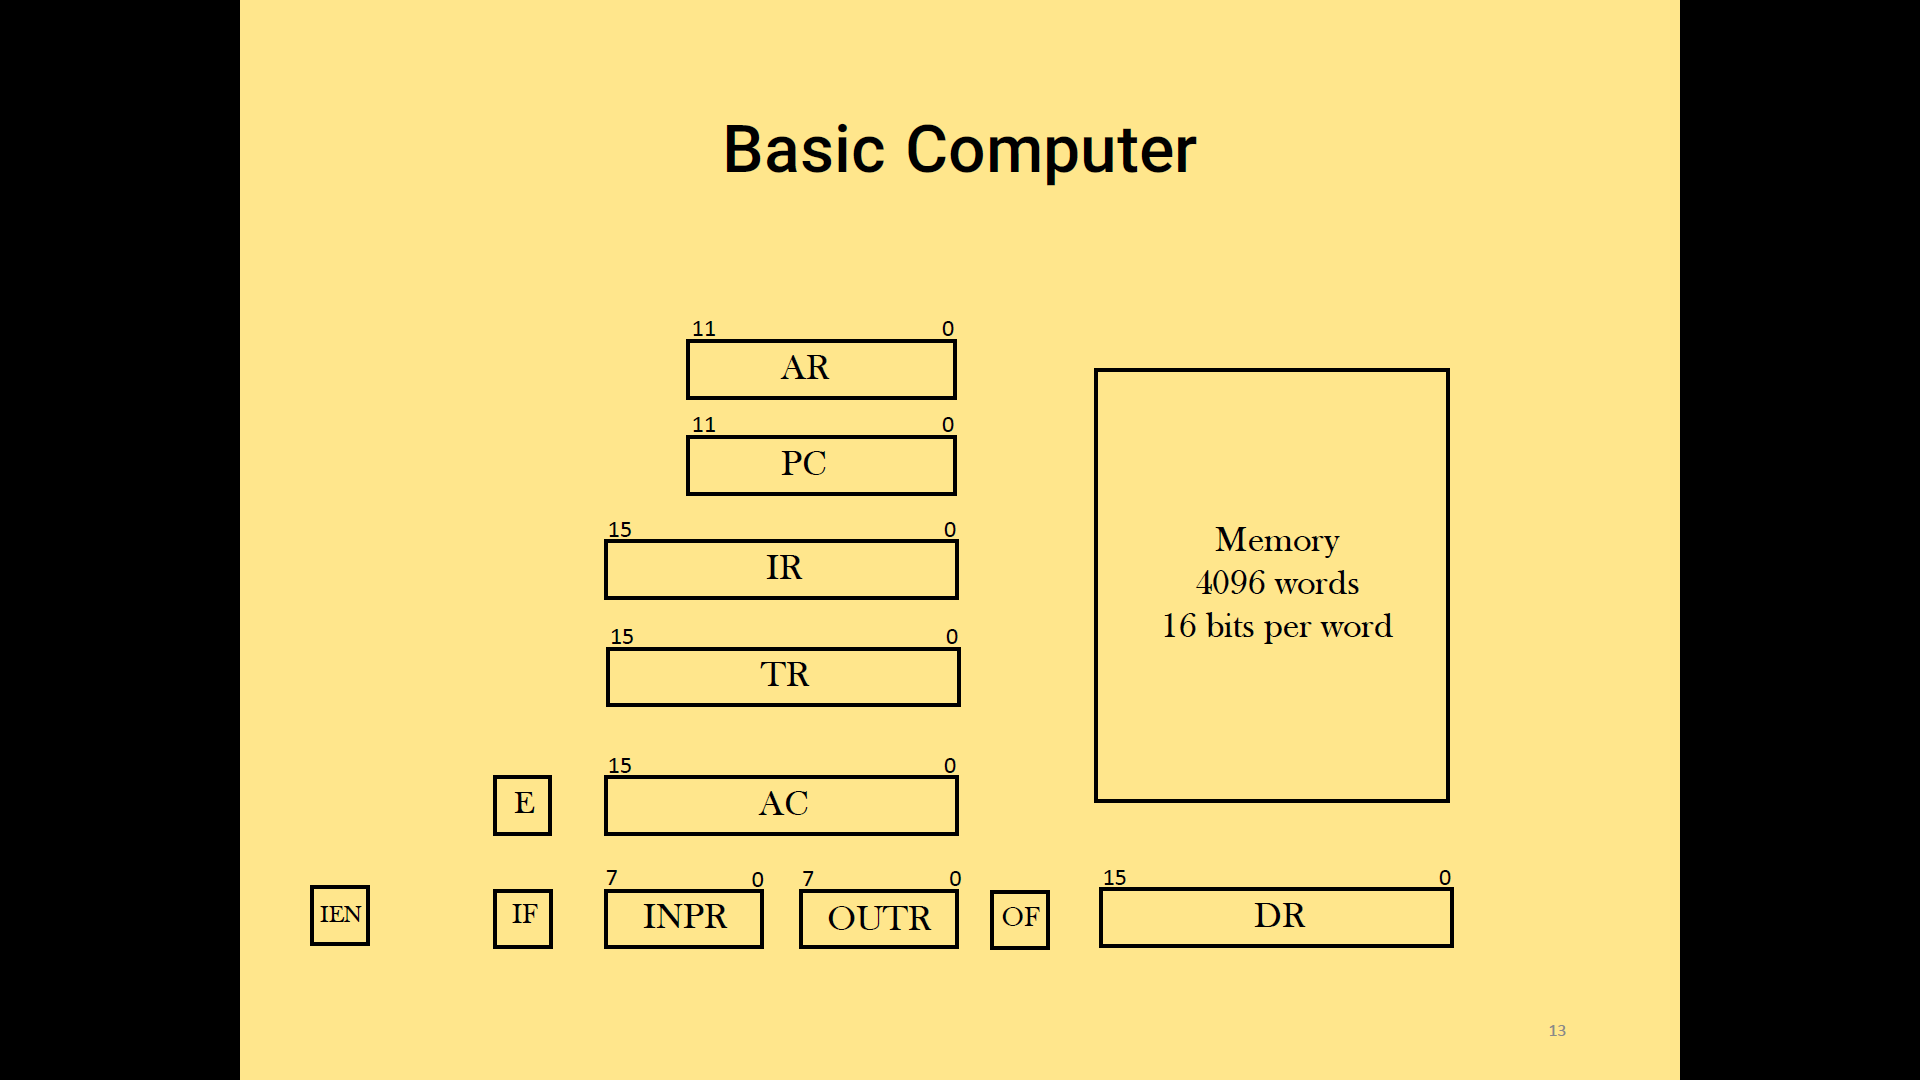 Basic Computer
11 0
AR
11 0
PC
15 0
IR
15 0
TR
15 0
E AC
Memory
4096 words
16 bits per word
7 0 7 0 15 0
IEN IF INPR OUTR OF DR
13